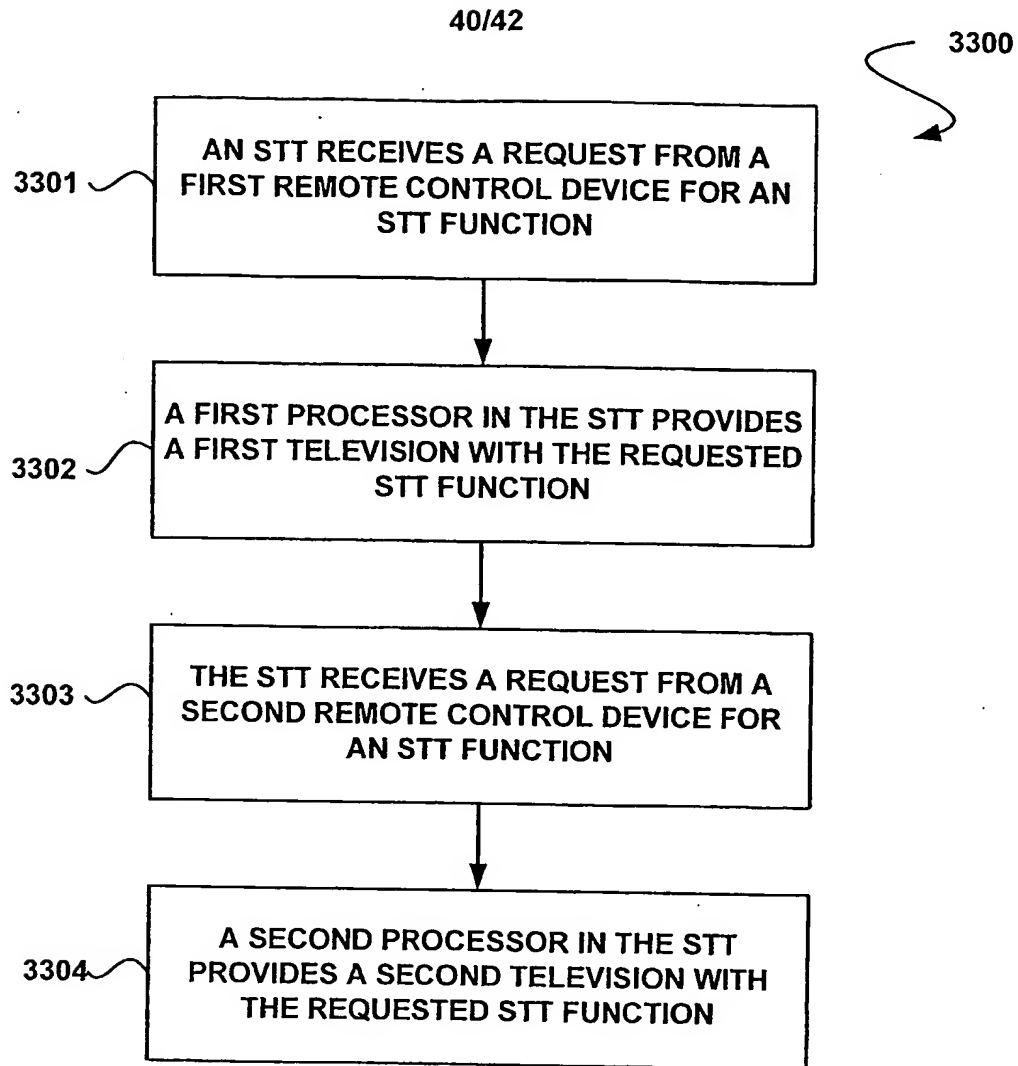 40/42
3300
3301
AN STT RECEIVES A REQUEST FROM A
FIRST REMOTE CONTROL DEVICE FOR AN
STT FUNCTION
3302
A FIRST PROCESSOR IN THE STT PROVIDES
A FIRST TELEVISION WITH THE REQUESTED
STT FUNCTION
3303
THE STT RECEIVES A REQUEST FROM A
SECOND REMOTE CONTROL DEVICE FOR
AN STT FUNCTION
3304
A SECOND PROCESSOR IN THE STT
PROVIDES A SECOND TELEVISION WITH
THE REQUESTED STT FUNCTION